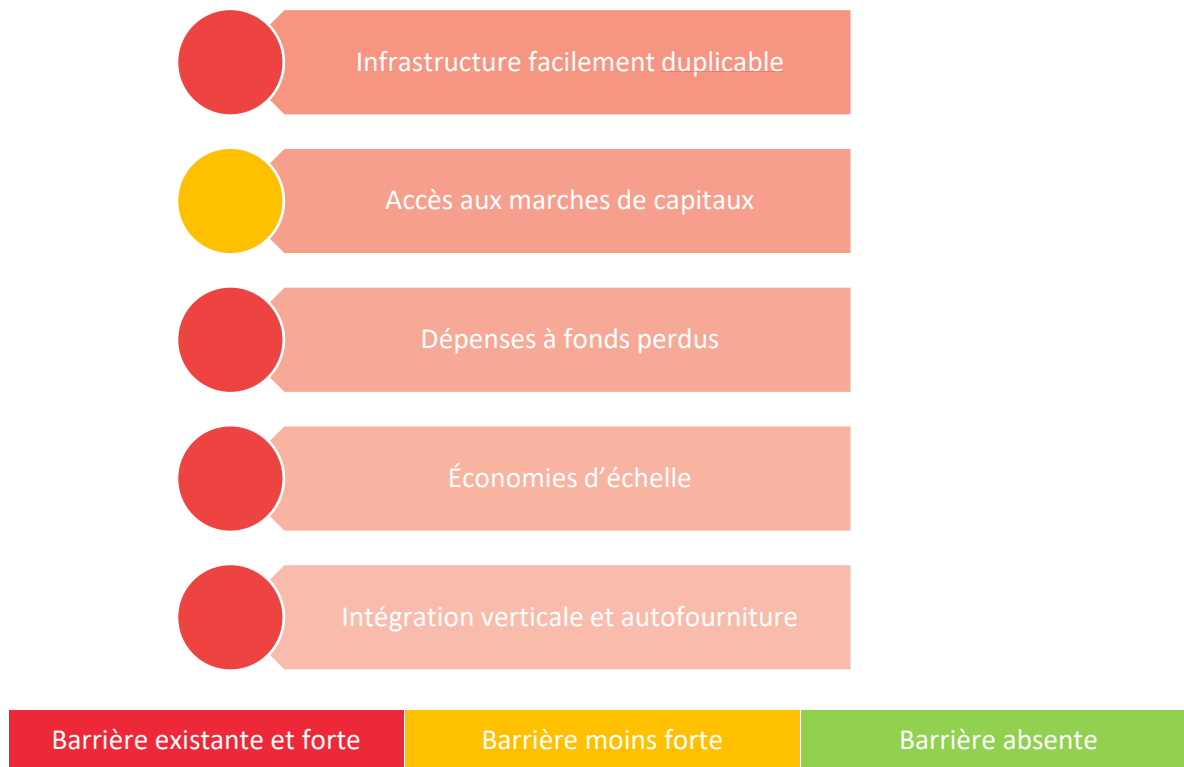 Infrastructure facilement duplicable
Accès aux marches de capitaux
Dépenses à fonds perdus
Économies d'échelle
Intégration verticale et autofourniture
Barrière existante et forte
Barrière moins forte
Barrière absente